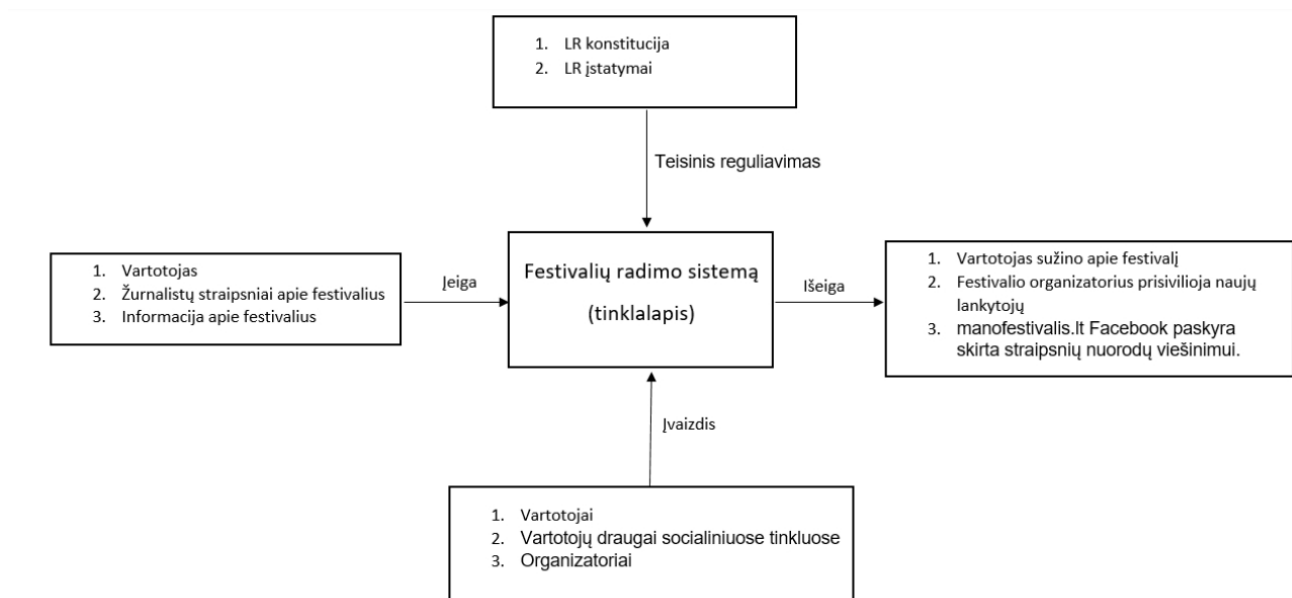 1. LR konstitucija
2. LR įstatymai
Teisinis reguliavimas
1. Vartotojas
2. Žurnalistų straipsniai apie festivalius
3. Informacija apie festivalius
Įeiga
Festivalių radimo sistemą
(tinklalapis)
Išeiga
1. Vartotojas sužino apie festivalį
2. Festivalio organizatorius prisivilioja naujų
lankytojų
3. manofestivalis.lt Facebook paskyra
skirta straipsnių nuorodų viešinimui.
Įvaizdis
1. Vartotojai
2. Vartotojų draugai socialiniuose tinkluose
3. Organizatoriai